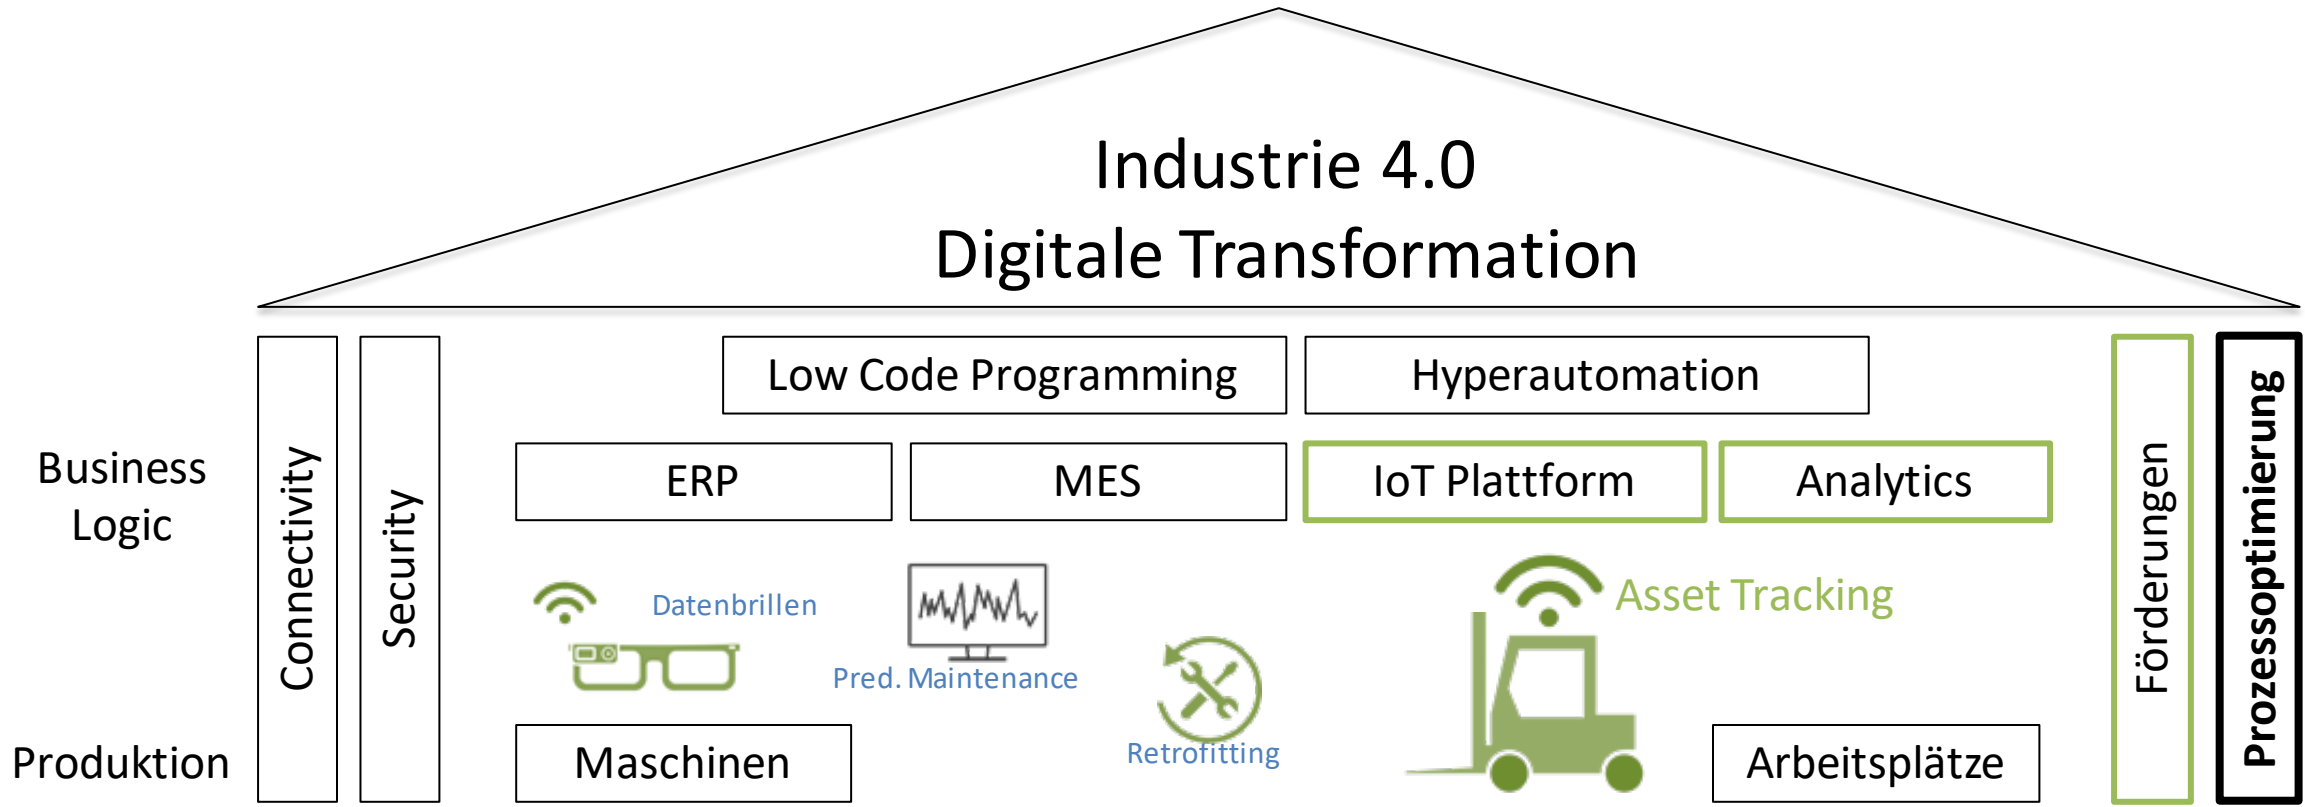 Industrie 4.0
Digitale Transformation
Low Code Programming
Hyperautomation
Business
Logic
Connectivity
Security
ERP
MES
IoT Plattform
Analytics
Förderungen
Prozessoptimierung
Datenbrillen
Pred. Maintenance
Retrofitting
Asset Tracking
Produktion
Maschinen
Arbeitsplätze